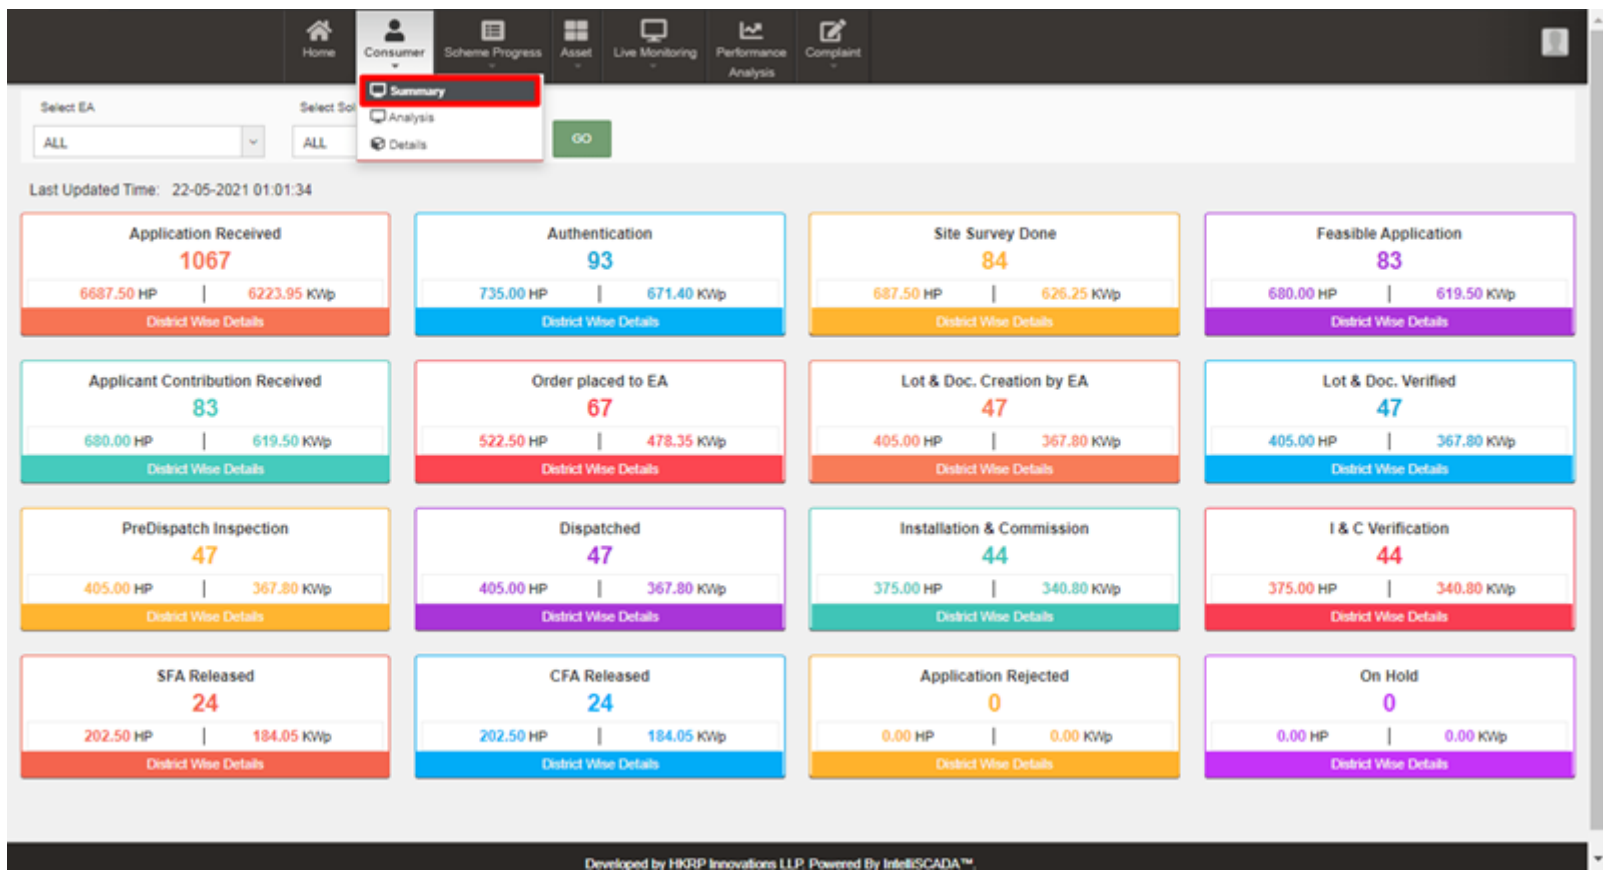 Home
Consumer
Scheme Progress
Asset
Live Monitoring
Performance
Analysis
Complaint
Summary
Analysis
Details
Select EA
Select
ALL
ALL
GO
Last Updated Time: 22-05-2021 01:01:34
Application Received
1067
6687.50 HP | 6223.95 KWp
District Wise Details
Authentication
93
735.00 HP | 671.40 KWp
District Wise Details
Site Survey Done
84
687.50 HP | 626.25 KWp
District Wise Details
Feasible Application
83
680.00 HP | 619.50 KWp
District Wise Details
Applicant Contribution Received
83
680.00 HP | 619.50 KWp
District Wise Details
Order placed to EA
67
522.50 HP | 478.35 KWp
District Wise Details
Lot & Doc. Creation by EA
47
405.00 HP | 367.80 KWp
District Wise Details
Lot & Doc. Verified
47
405.00 HP | 367.80 KWp
District Wise Details
PreDispatch Inspection
47
405.00 HP | 367.80 KWp
District Wise Details
Dispatched
47
405.00 HP | 367.80 KWp
District Wise Details
Installation & Commission
44
375.00 HP | 340.80 KWp
District Wise Details
I & C Verification
44
375.00 HP | 340.80 KWp
District Wise Details
SFA Released
24
202.50 HP | 184.05 KWp
District Wise Details
CFA Released
24
202.50 HP | 184.05 KWp
District Wise Details
Application Rejected
0
0.00 HP | 0.00 KWp
District Wise Details
On Hold
0
0.00 HP | 0.00 KWp
District Wise Details
Developed by HKRP Innovations LLP. Powered By IntelliSCADA™.